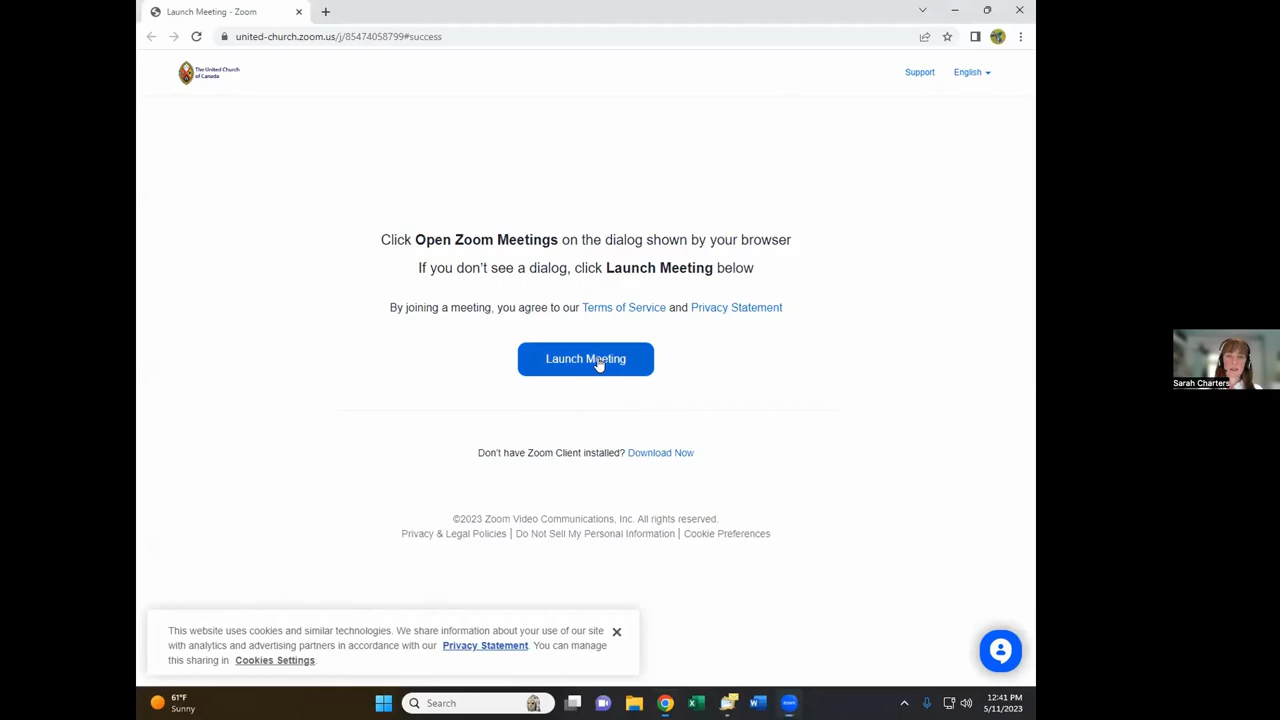 Launch Meeting - Zoom
united-church.zoom.us/j/85474058799#success
The United Church
of Canada
Support
English
Click Open Zoom Meetings on the dialog shown by your browser
If you don't see a dialog, click Launch Meeting below
By joining a meeting, you agree to our Terms of Service and Privacy Statement
Launch Meeting
Don't have Zoom Client installed? Download Now
©2023 Zoom Video Communications, Inc. All rights reserved.
Privacy & Legal Policies | Do Not Sell My Personal Information | Cookie Preferences
This website uses cookies and similar technologies. We share information about your use of our site
with analytics and advertising partners in accordance with our Privacy Statement. You can manage
this sharing in Cookies Settings.
Sarah Charters
61°F
Sunny
Search
zoom
12:41 PM
5/11/2023